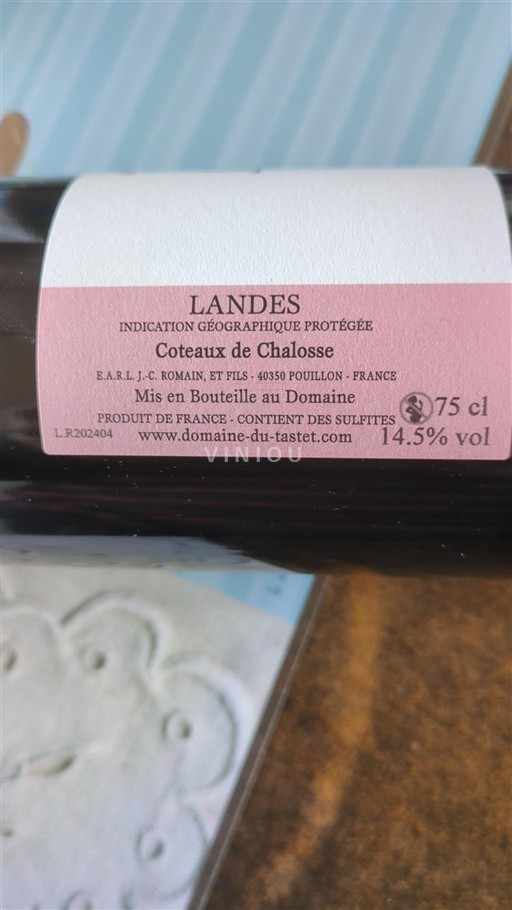 LANDES
INDICATION GÉOGRAPHIQUE PROTÉGÉE
Coteaux de Chalosse
E.A.R.L. J.-C. ROMAIN, ET FILS - 40350 POUILLON - FRANCE
Mis en Bouteille au Domaine
75 cl
PRODUIT DE FRANCE - CONTIENT DES SULFITES
L.R202404
www.domaine-du-tastet.com
14.5% vol
VINIOU